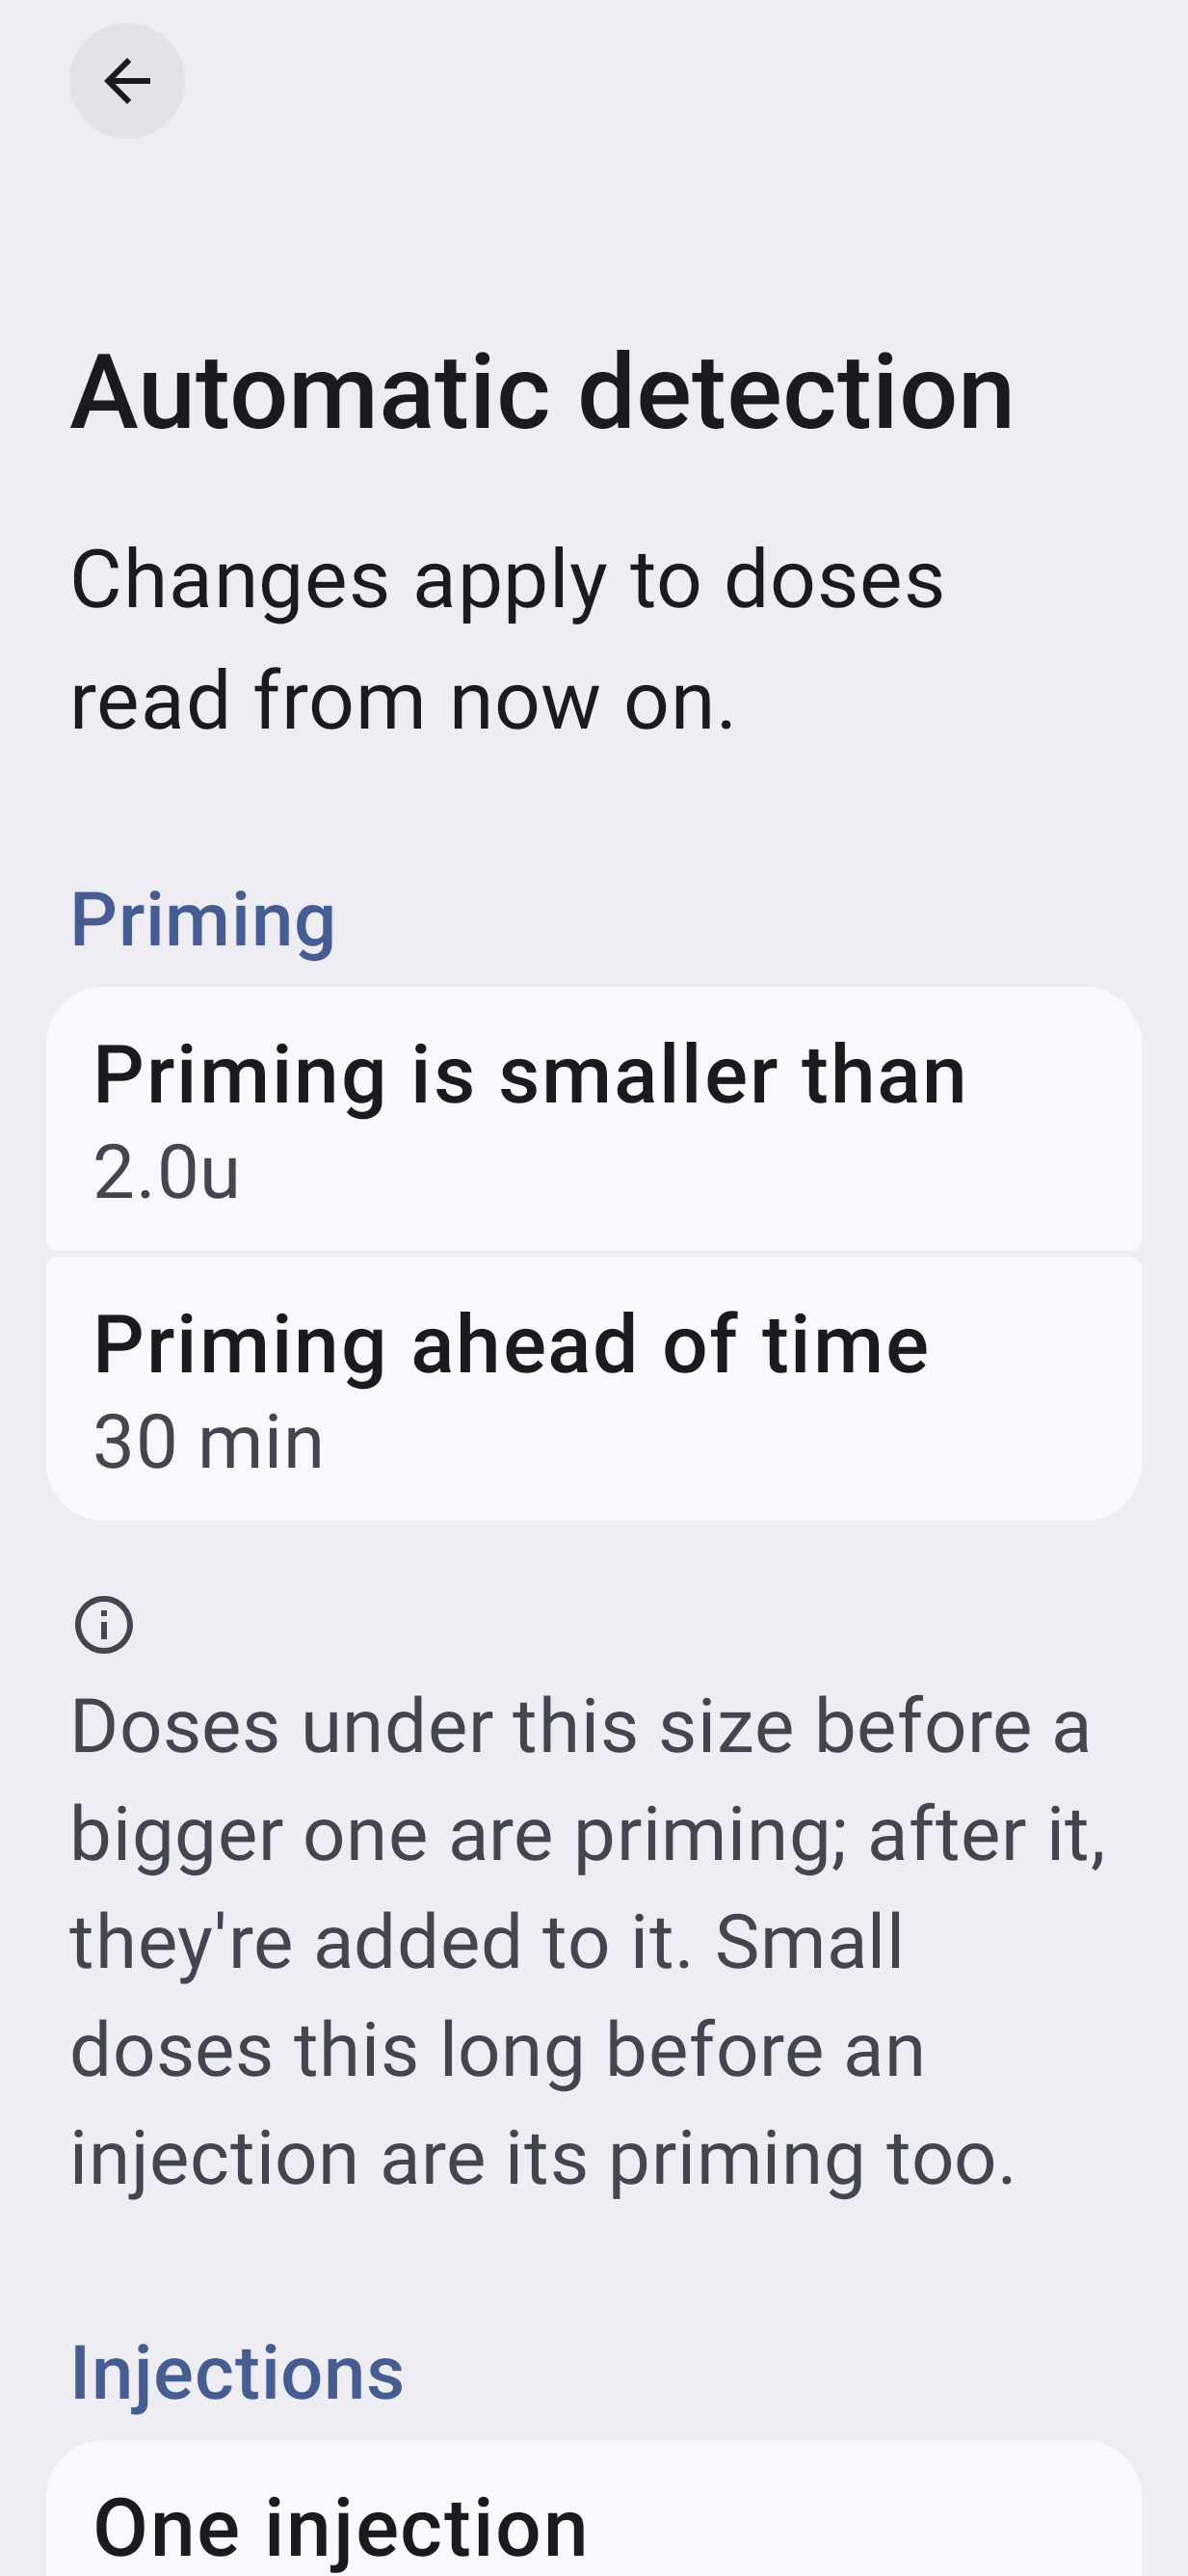 Automatic detection
Changes apply to doses
read from now on.
Priming
Priming is smaller than
2.0u
Priming ahead of time
30 min
Doses under this size before a
bigger one are priming; after it,
they're added to it. Small
doses this long before an
injection are its priming too.
Injections
One injection